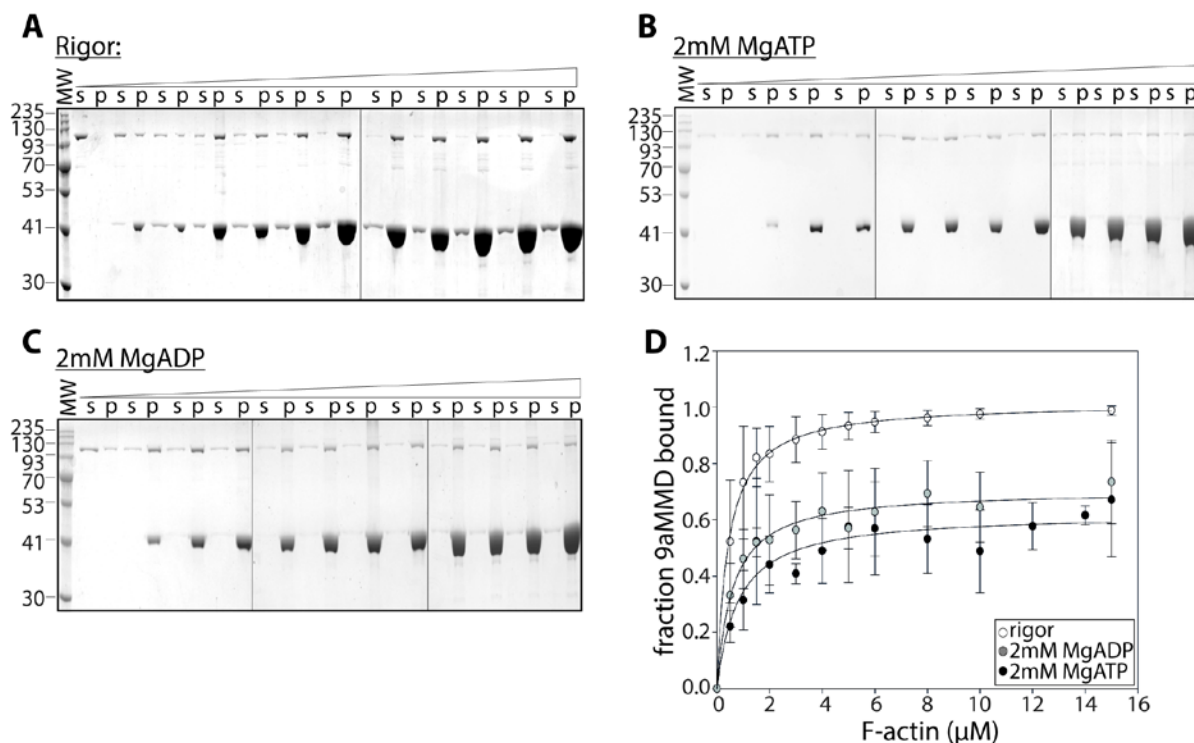 A
Rigor:
MW
s p s p s p s p s p s p s p s p s p s p s p s p
235
130
93
70
53
41
30
B
2mM MgATP
MW
s p s p s p s p s p s p s p s p s p s p s p s p
235
130
93
70
53
41
30
C
2mM MgADP
MW
s p s p s p s p s p s p s p s p s p s p s p s p
235
130
93
70
53
41
30
D
fraction 9aMMD bound
1.2
1.0
0.8
0.6
0.4
0.2
0.0
0 2 4 6 8 10 12 14 16
F-actin (µM)
rigor
2mM MgADP
2mM MgATP